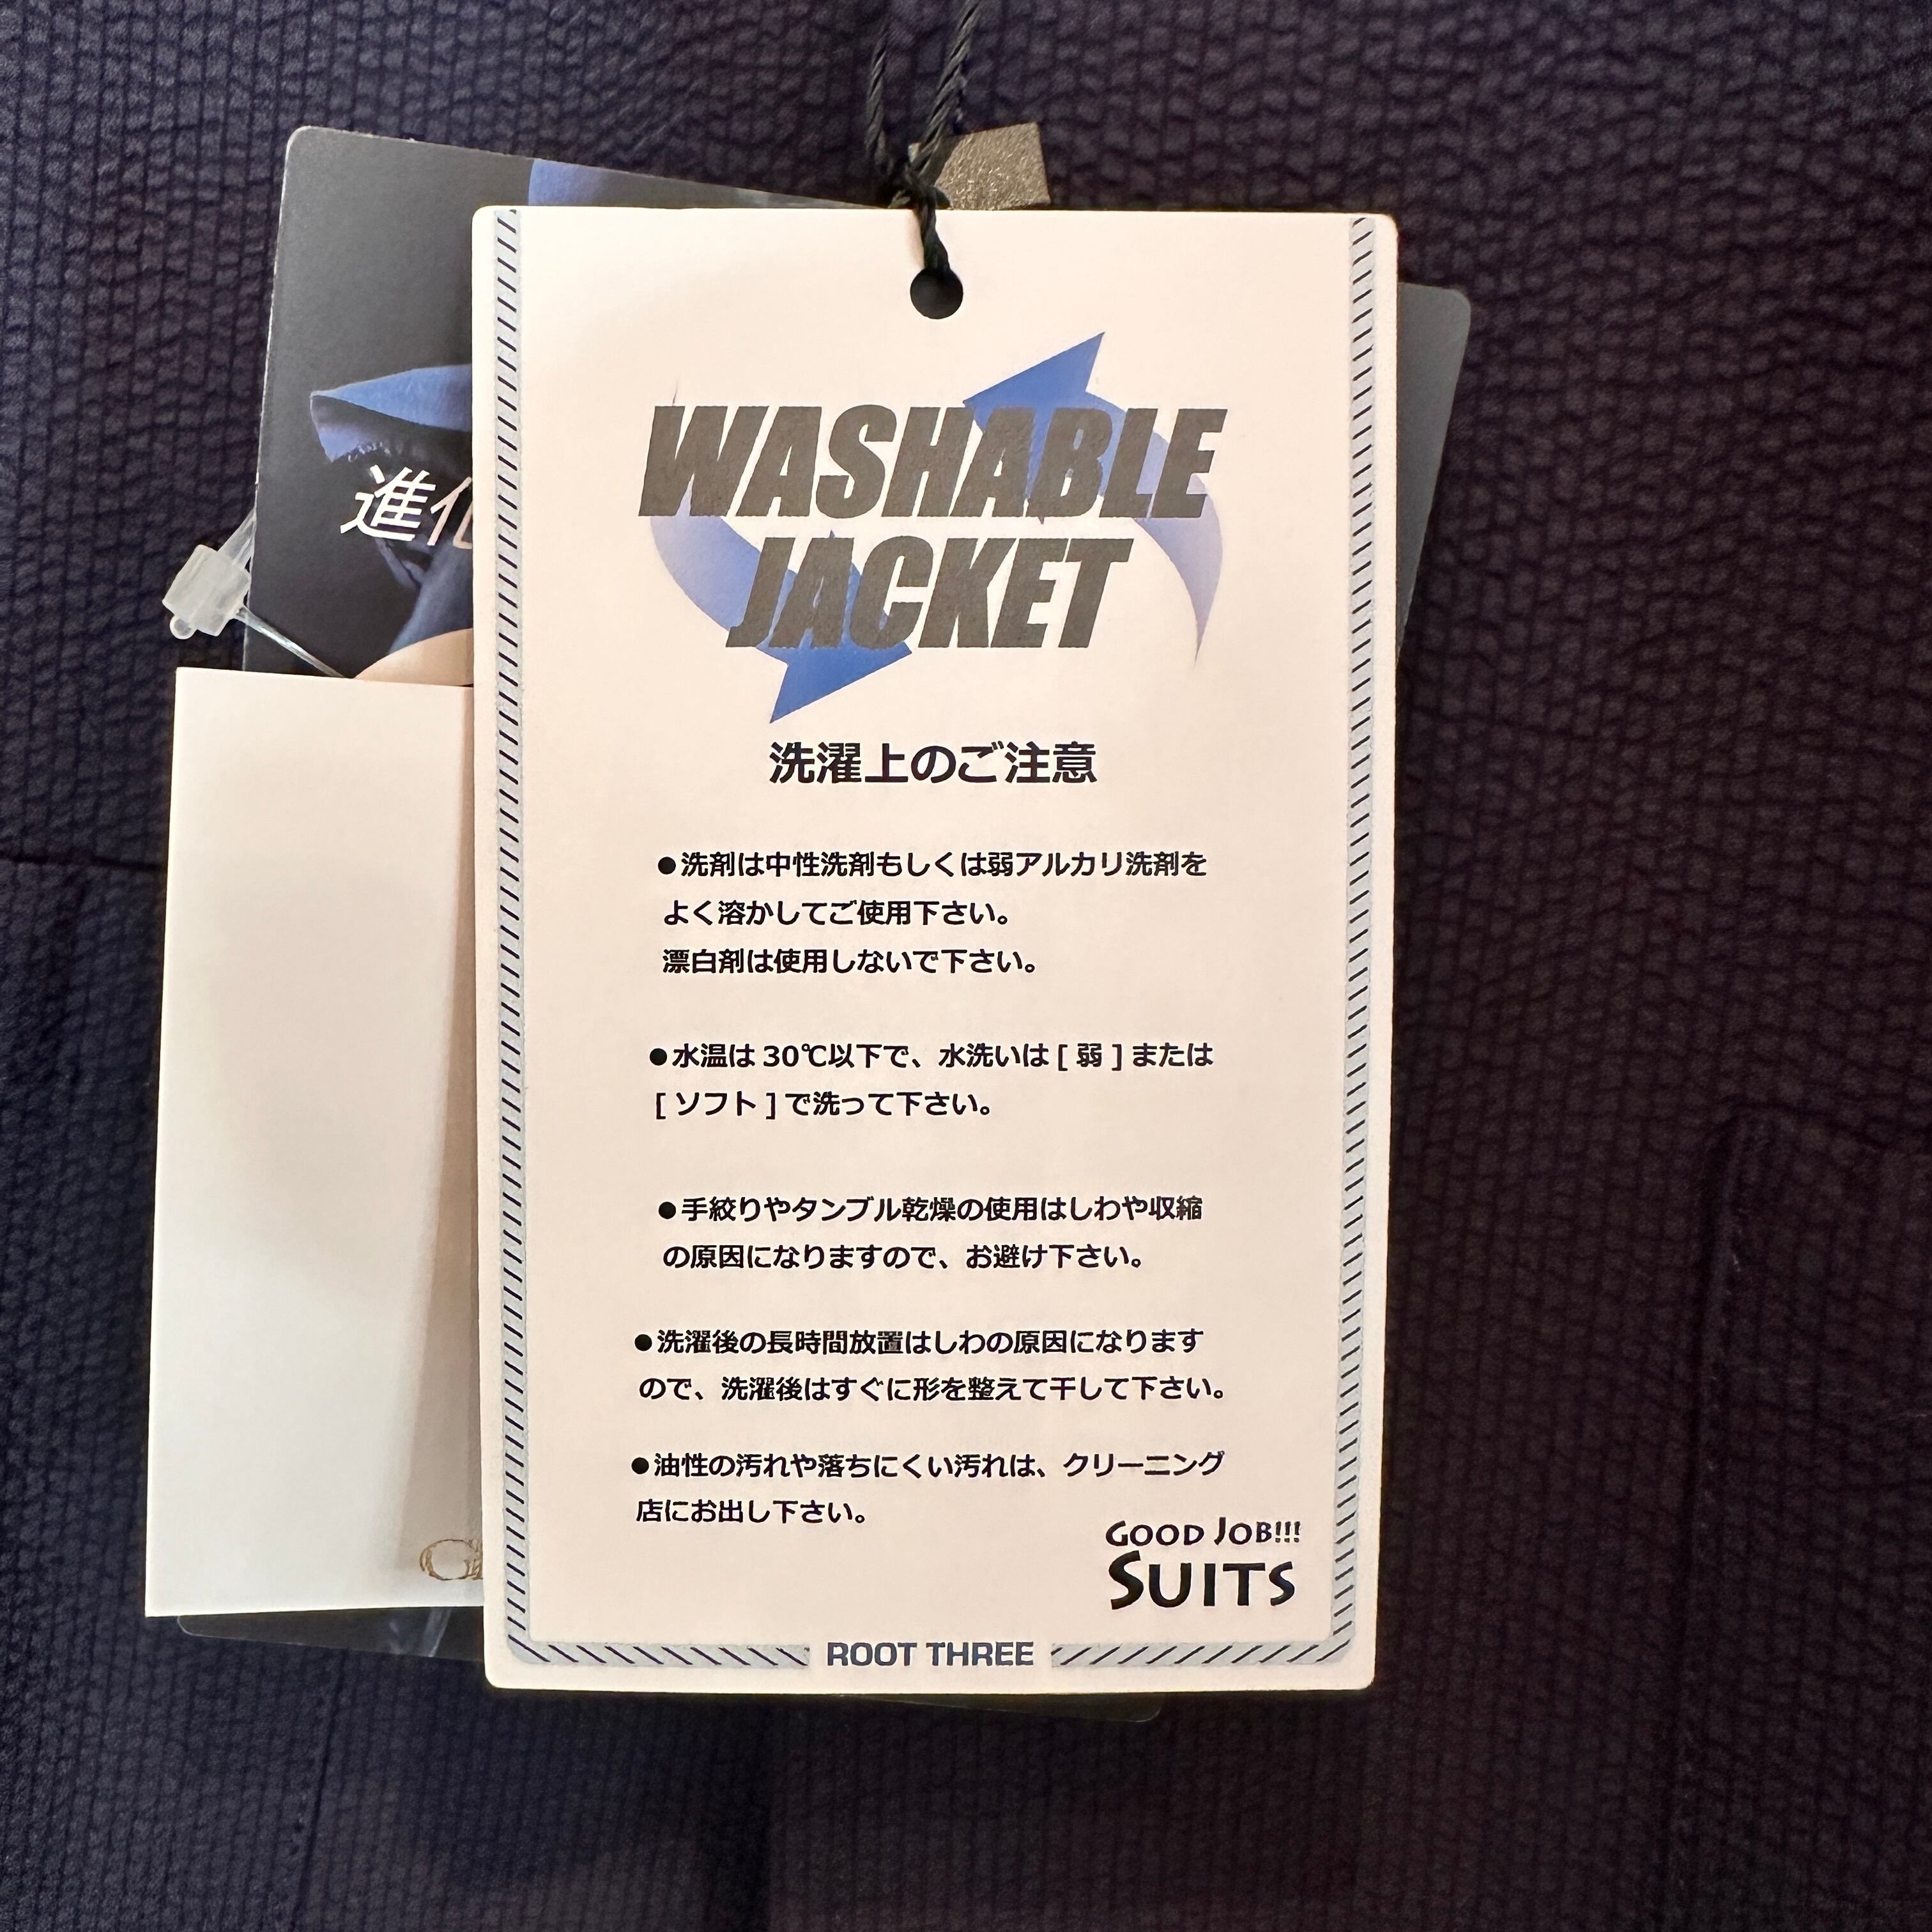 進化
WASHABLE
JACKET
洗濯上のご注意
●洗剤は中性洗剤もしくは弱アルカリ洗剤を
よく溶かしてご使用下さい。
漂白剤は使用しないで下さい。
●水温は 30℃以下で、水洗いは [ 弱 ] または
[ ソフト ] で洗って下さい。
●手絞りやタンブル乾燥の使用はしわや収縮
の原因になりますので、お避け下さい。
●洗濯後の長時間放置はしわの原因になります
ので、洗濯後はすぐに形を整えて干して下さい。
●油性の汚れや落ちにくい汚れは、クリーニング
店にお出し下さい。
GOOD JOB!!!
SUITS
ROOT THREE